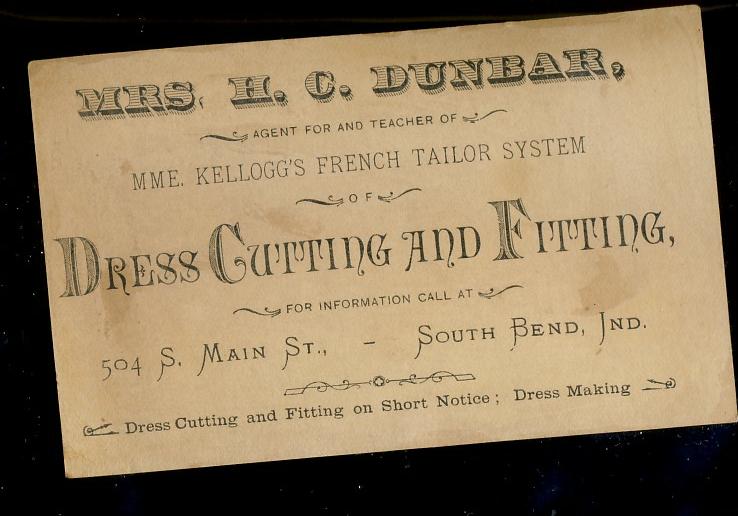 MRS. H. C. DUNBAR,
AGENT FOR AND TEACHER OF
MME. KELLOGG'S FRENCH TAILOR SYSTEM
OF
DRESS CUTTING AND FITTING,
FOR INFORMATION CALL AT
504 S. MAIN ST., - SOUTH BEND, IND.
Dress Cutting and Fitting on Short Notice; Dress Making